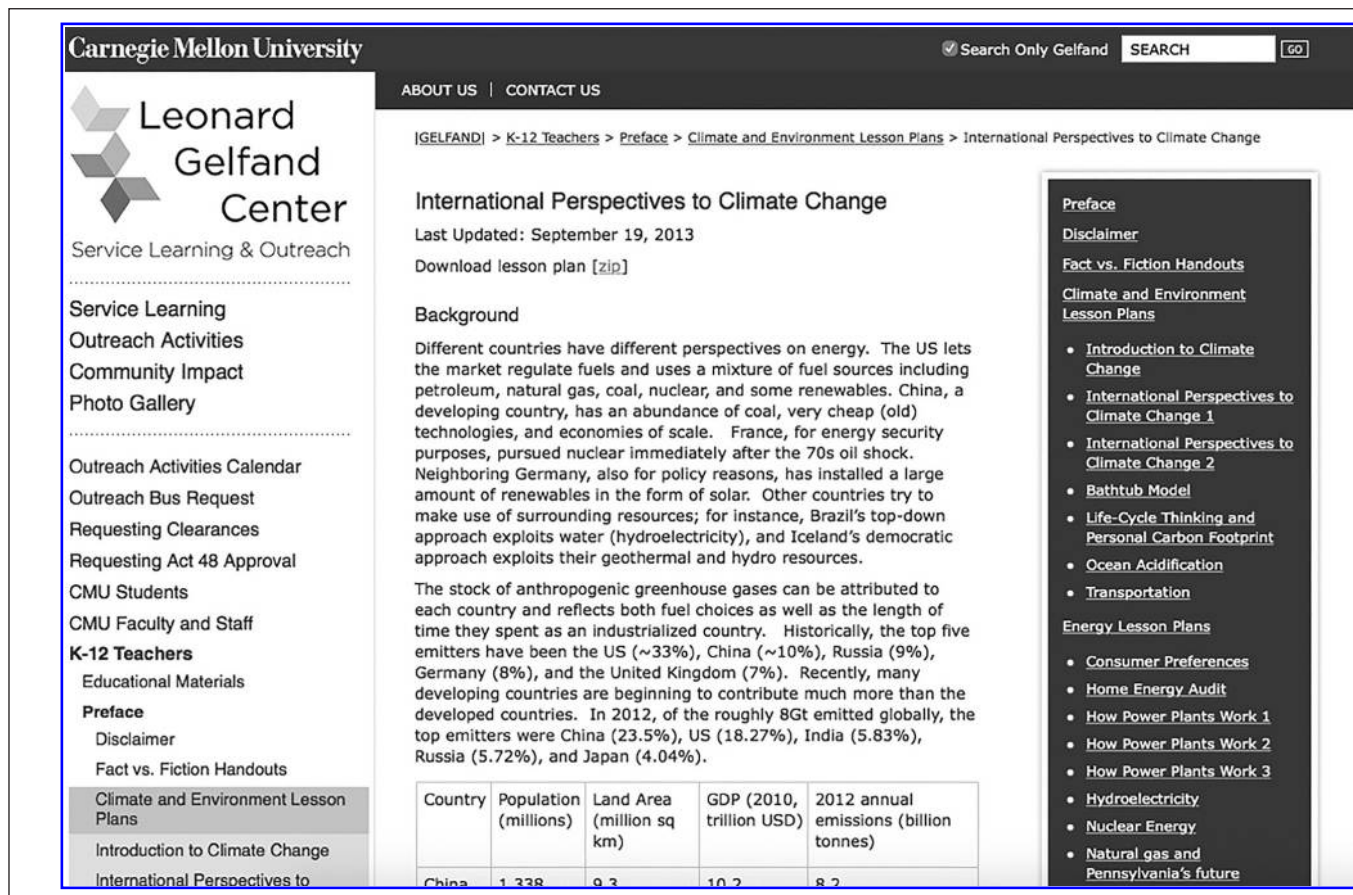 Carnegie Mellon University
Search Only Gelfand SEARCH GO
ABOUT US | CONTACT US
Leonard
Gelfand
Center
Service Learning & Outreach
Service Learning
Outreach Activities
Community Impact
Photo Gallery
Outreach Activities Calendar
Outreach Bus Request
Requesting Clearances
Requesting Act 48 Approval
CMU Students
CMU Faculty and Staff
K-12 Teachers
Educational Materials
Preface
Disclaimer
Fact vs. Fiction Handouts
Climate and Environment Lesson
Plans
Introduction to Climate Change
International Perspectives to
|GELFAND| > K-12 Teachers > Preface > Climate and Environment Lesson Plans > International Perspectives to Climate Change
International Perspectives to Climate Change
Last Updated: September 19, 2013
Download lesson plan [zip]
Background
Different countries have different perspectives on energy. The US lets
the market regulate fuels and uses a mixture of fuel sources including
petroleum, natural gas, coal, nuclear, and some renewables. China, a
developing country, has an abundance of coal, very cheap (old)
technologies, and economies of scale. France, for energy security
purposes, pursued nuclear immediately after the 70s oil shock.
Neighboring Germany, also for policy reasons, has installed a large
amount of renewables in the form of solar. Other countries try to
make use of surrounding resources; for instance, Brazil's top-down
approach exploits water (hydroelectricity), and Iceland's democratic
approach exploits their geothermal and hydro resources.
The stock of anthropogenic greenhouse gases can be attributed to
each country and reflects both fuel choices as well as the length of
time they spent as an industrialized country. Historically, the top five
emitters have been the US (~33%), China (~10%), Russia (9%),
Germany (8%), and the United Kingdom (7%). Recently, many
developing countries are beginning to contribute much more than the
developed countries. In 2012, of the roughly 8Gt emitted globally, the
top emitters were China (23.5%), US (18.27%), India (5.83%),
Russia (5.72%), and Japan (4.04%).
Country Population Land Area GDP (2010, 2012 annual
(millions) (million sq trillion USD) emissions (billion
km) tonnes)
China 1,338 9.3 10.2 8.2
Preface
Disclaimer
Fact vs. Fiction Handouts
Climate and Environment
Lesson Plans
• Introduction to Climate
Change
• International Perspectives to
Climate Change 1
• International Perspectives to
Climate Change 2
• Bathtub Model
• Life-Cycle Thinking and
Personal Carbon Footprint
• Ocean Acidification
• Transportation
Energy Lesson Plans
• Consumer Preferences
• Home Energy Audit
• How Power Plants Work 1
• How Power Plants Work 2
• How Power Plants Work 3
• Hydroelectricity
• Nuclear Energy
• Natural gas and
Pennsylvania's future